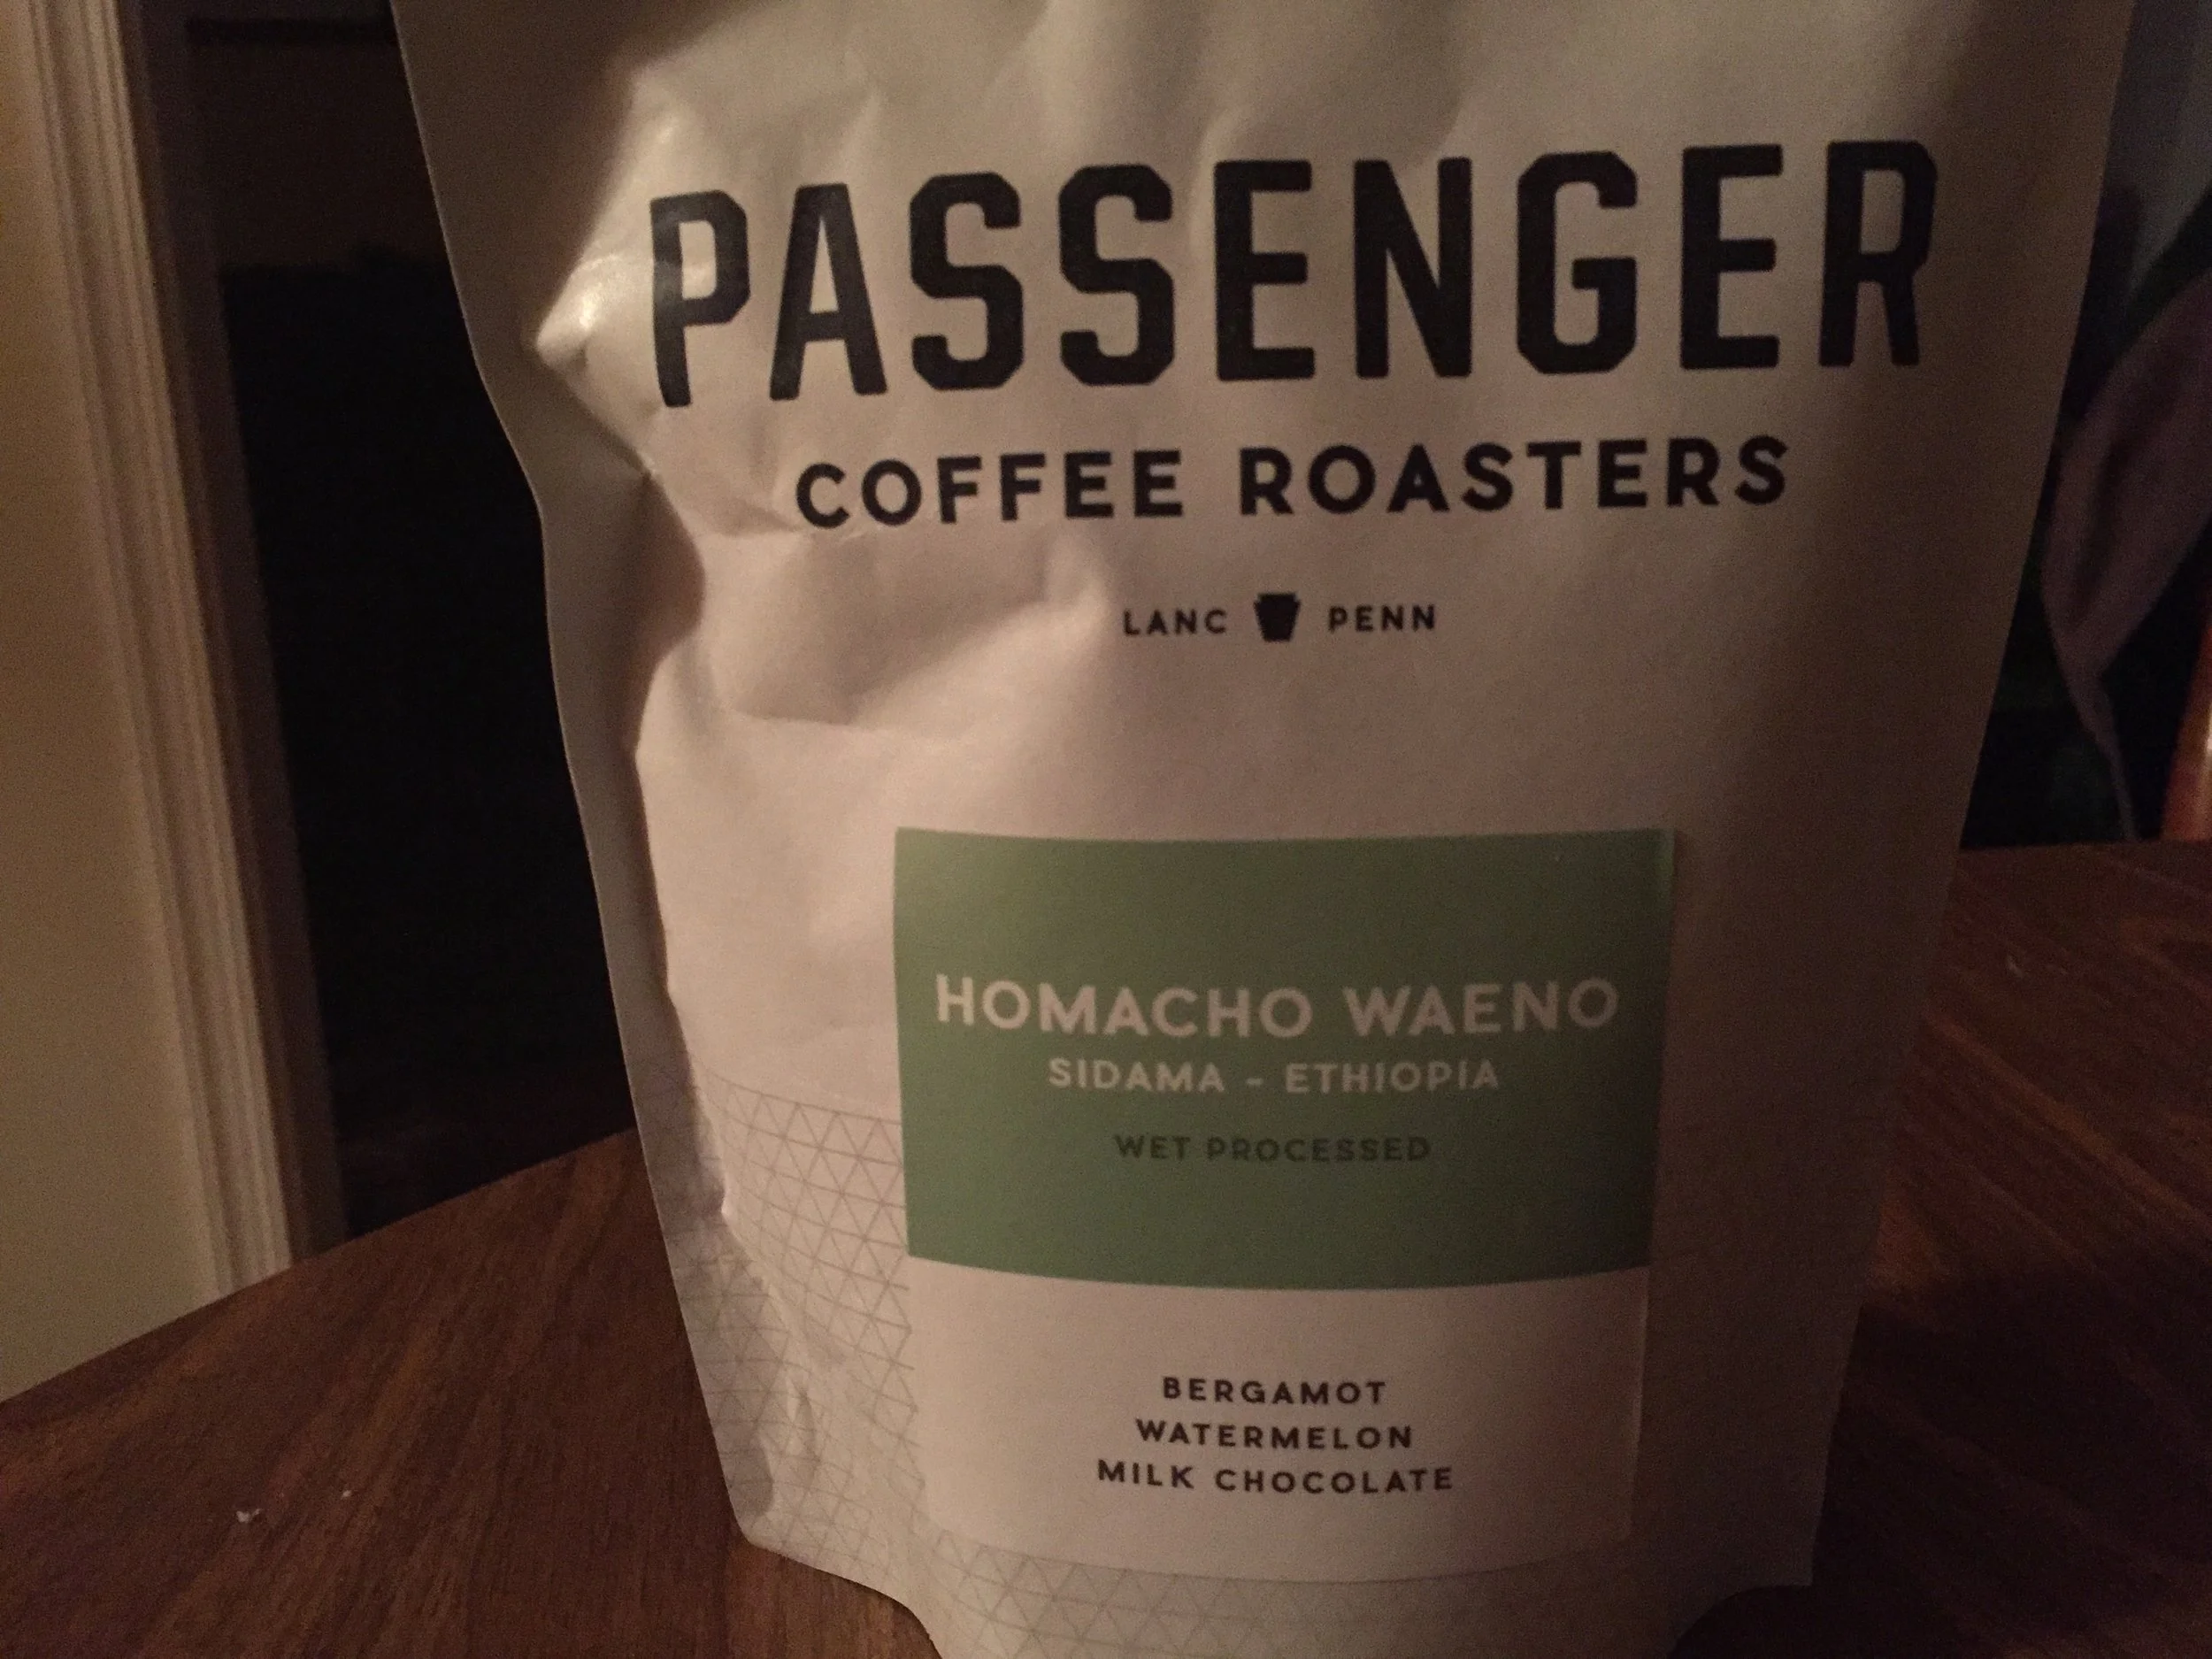 PASSENGER
COFFEE ROASTERS
LANC PENN
HOMACHO WAENO
SIDAMA - ETHIOPIA
WET PROCESSED
BERGAMOT
WATERMELON
MILK CHOCOLATE